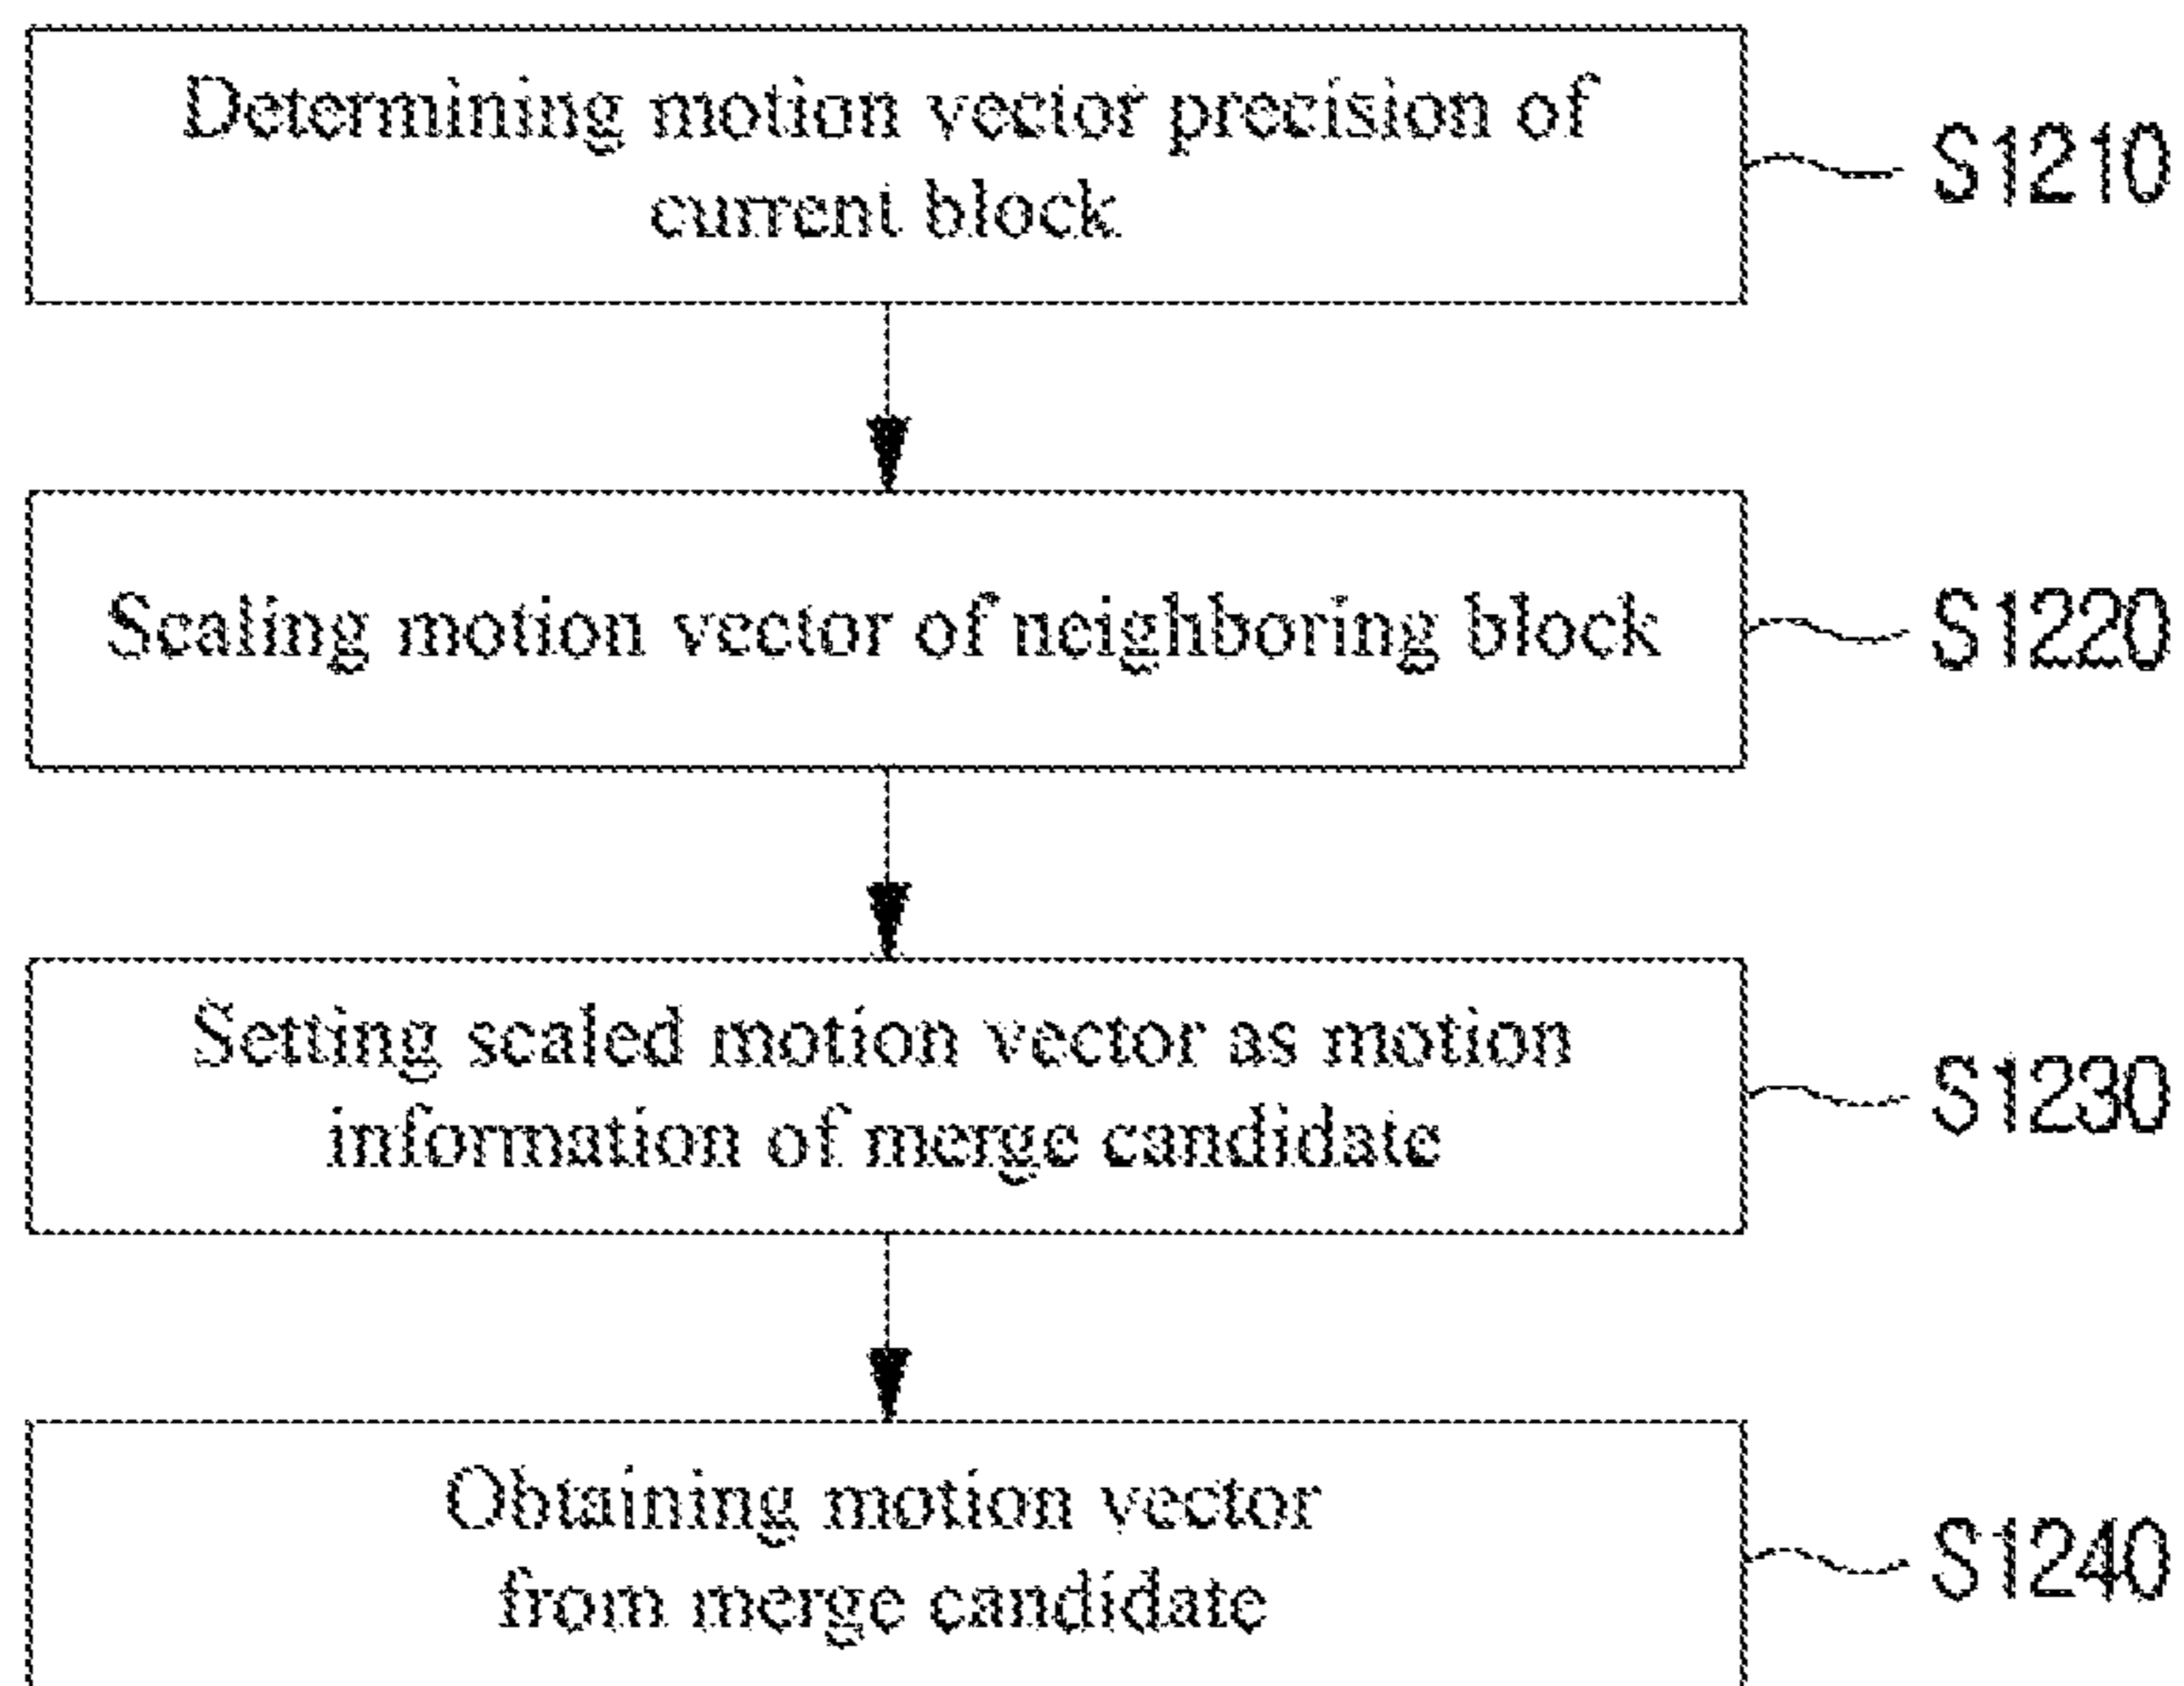 Determining motion vector precision of
current block
S1210
Scaling motion vector of neighboring block
S1220
Setting scaled motion vector as motion
information of merge candidate
S1230
Obtaining motion vector
from merge candidate
S1240